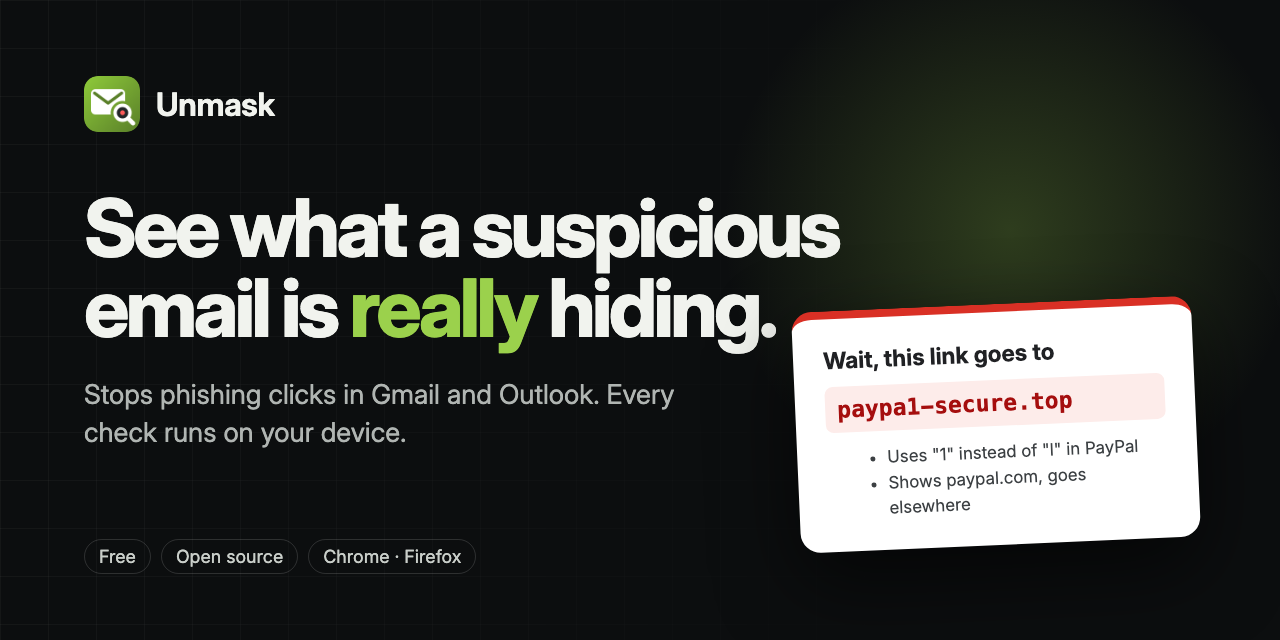 Unmask
See what a suspicious
email is really hiding.
Stops phishing clicks in Gmail and Outlook. Every
check runs on your device.
Free
Open source
Chrome · Firefox
Wait, this link goes to
paypa1-secure.top
• Uses "1" instead of "l" in PayPal
• Shows paypal.com, goes
elsewhere